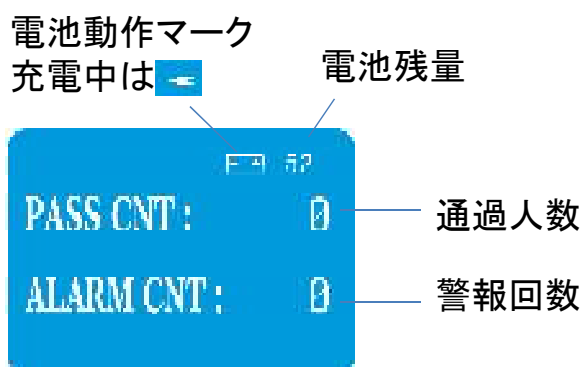 電池動作マーク
充電中は
電池残量
PASS CNT : 0
通過人数
ALARM CNT : 0
警報回数